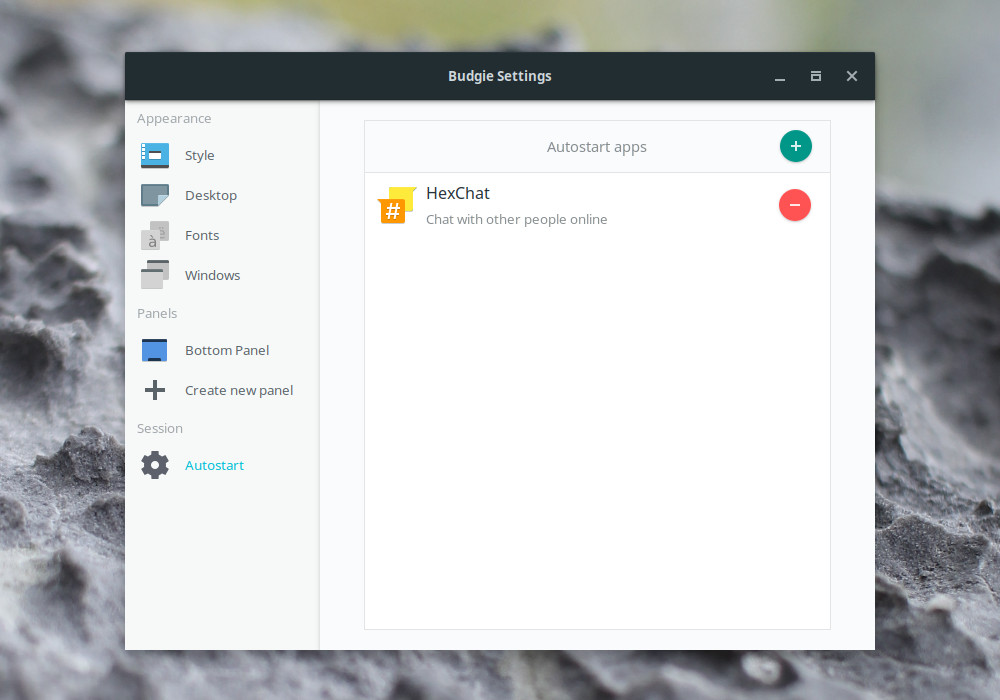 Budgie Settings
Appearance
Style
Desktop
Fonts
Windows
Panels
Bottom Panel
Create new panel
Session
Autostart
Autostart apps
HexChat
Chat with other people online